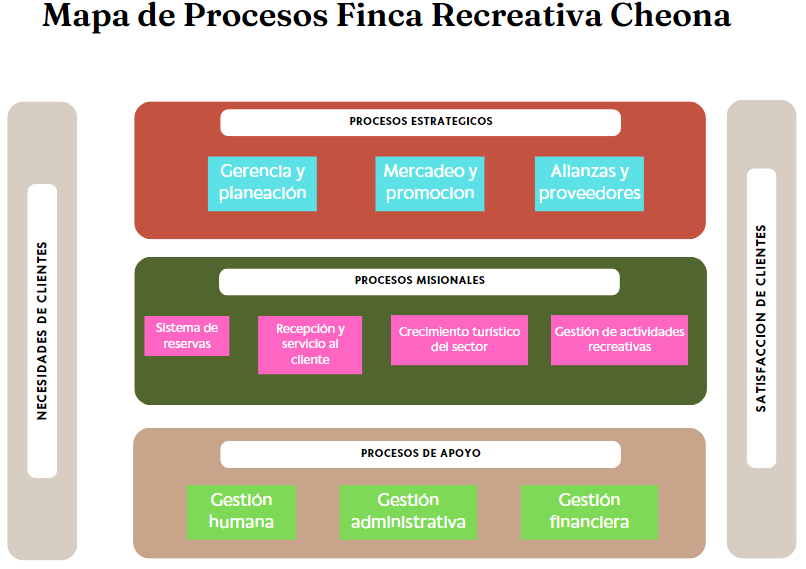 Mapa de Procesos Finca Recreativa Cheona
NECESIDADES DE CLIENTES
PROCESOS ESTRATEGICOS
Gerencia y
planeación
Mercadeo y
promocion
Alianzas y
proveedores
PROCESOS MISIONALES
Sistema de
reservas
Recepción y
servicio al
cliente
Crecimiento turístico
del sector
Gestión de actividades
recreativas
PROCESOS DE APOYO
Gestión
humana
Gestión
administrativa
Gestión
financiera
SATISFACCION DE CLIENTES